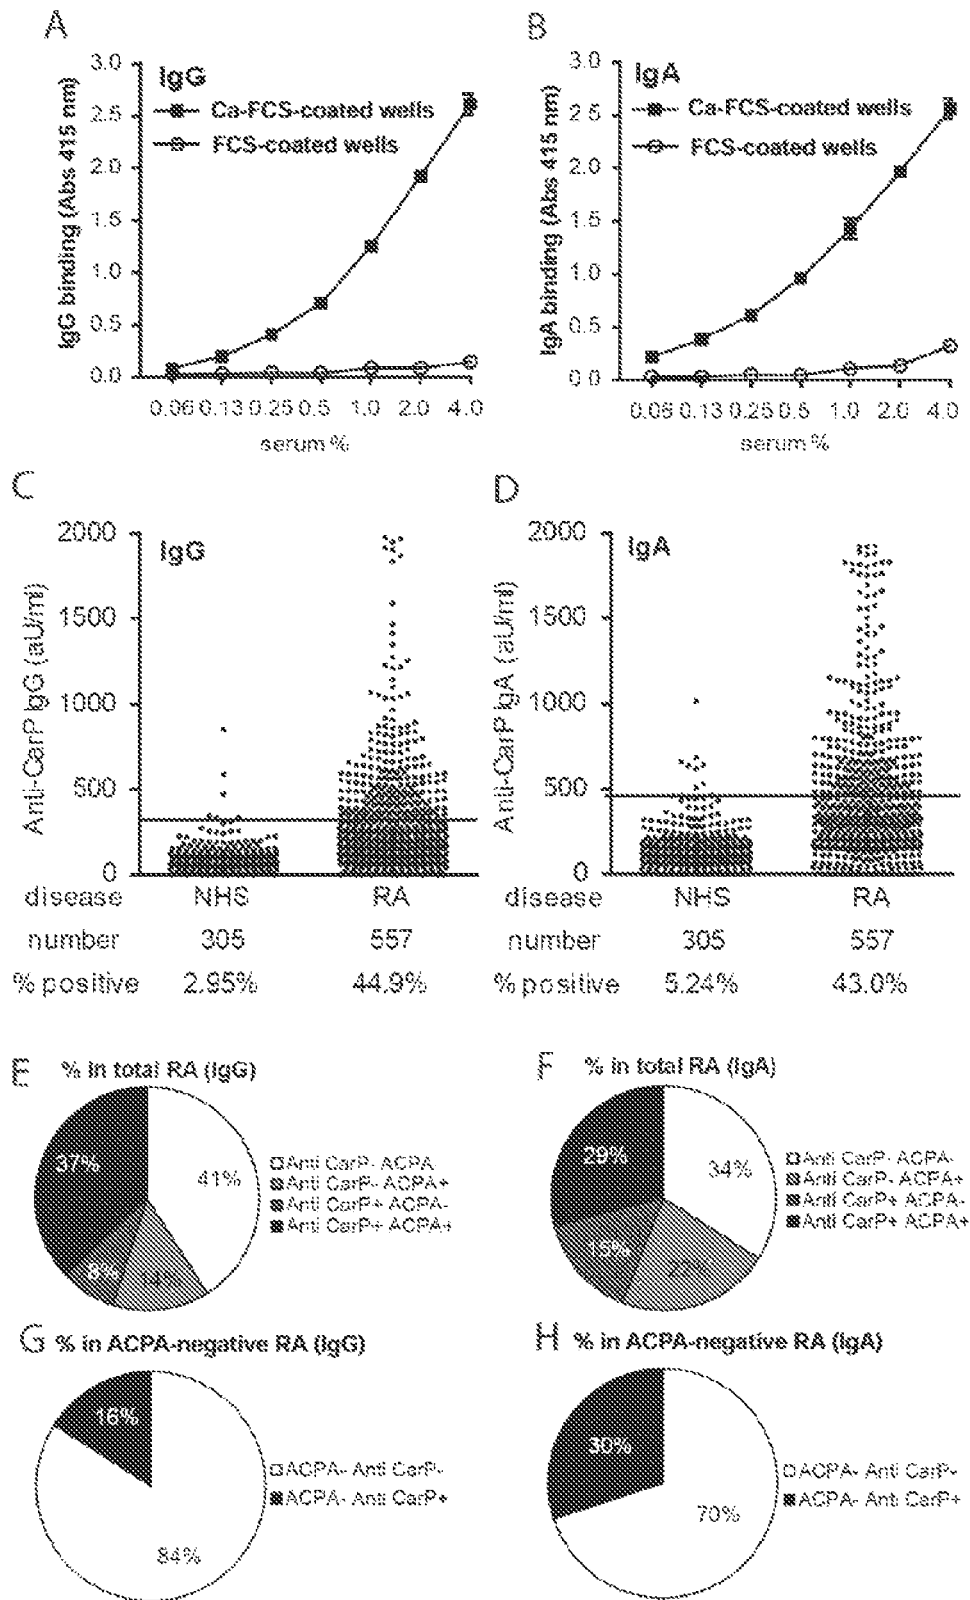 A
IgG
Ca-FCS-coated wells
FCS-coated wells
IgG binding (Abs 415 nm)
3.0
2.5
2.0
1.5
1.0
0.5
0.0
0.06 0.13 0.25 0.5 1.0 2.0 4.0
serum %
B
IgA
Ca-FCS-coated wells
FCS-coated wells
IgA binding (Abs 415 nm)
3.0
2.5
2.0
1.5
1.0
0.5
0.0
0.06 0.13 0.25 0.5 1.0 2.0 4.0
serum %
C
IgG
Anti-CarP IgG (aU/ml)
2000
1500
1000
500
0
disease NHS RA
number 305 557
% positive 2.95% 44.9%
D
IgA
Anti-CarP IgA (aU/ml)
2000
1500
1000
500
0
disease NHS RA
number 305 557
% positive 5.24% 43.0%
E % in total RA (IgG)
37%
41%
8%
14%
Anti CarP- ACPA-
Anti CarP- ACPA+
Anti CarP+ ACPA-
Anti CarP+ ACPA+
F % in total RA (IgA)
29%
34%
15%
Anti CarP- ACPA-
Anti CarP- ACPA+
Anti CarP+ ACPA-
Anti CarP+ ACPA+
G % in ACPA-negative RA (IgG)
16%
84%
ACPA- Anti CarP-
ACPA- Anti CarP+
H % in ACPA-negative RA (IgA)
30%
70%
ACPA- Anti CarP-
ACPA- Anti CarP+